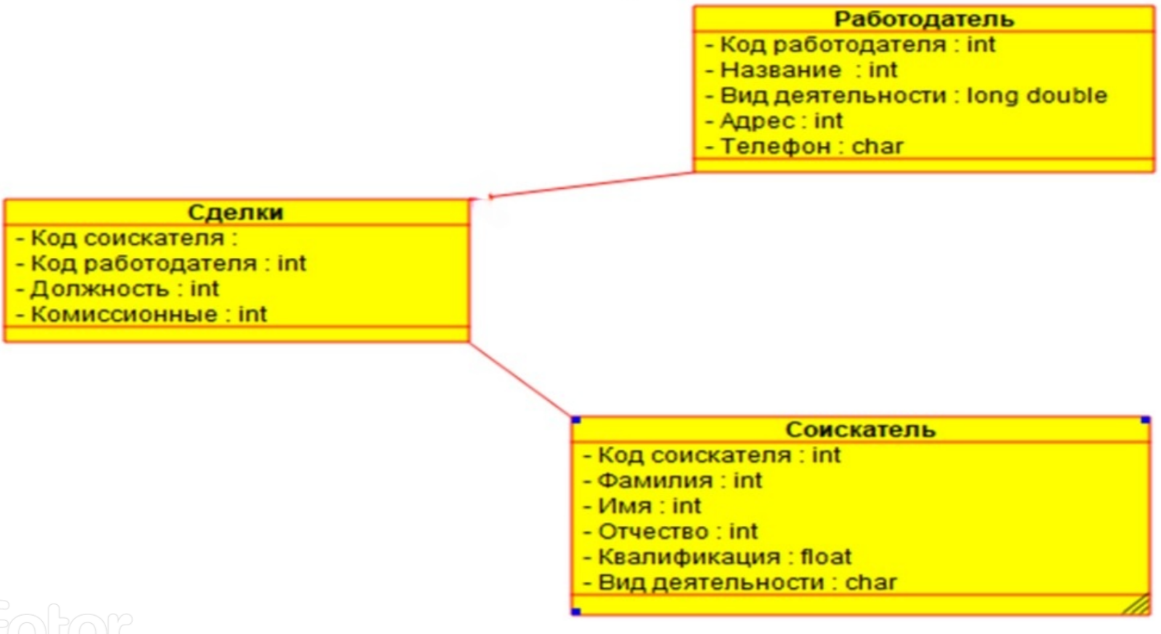 Работодатель
- Код работодателя : int
- Название : int
- Вид деятельности : long double
- Адрес : int
- Телефон : char
Сделки
- Код соискателя :
- Код работодателя : int
- Должность : int
- Комиссионные : int
Соискатель
- Код соискателя : int
- Фамилия : int
- Имя : int
- Отчество : int
- Квалификация : float
- Вид деятельности : char